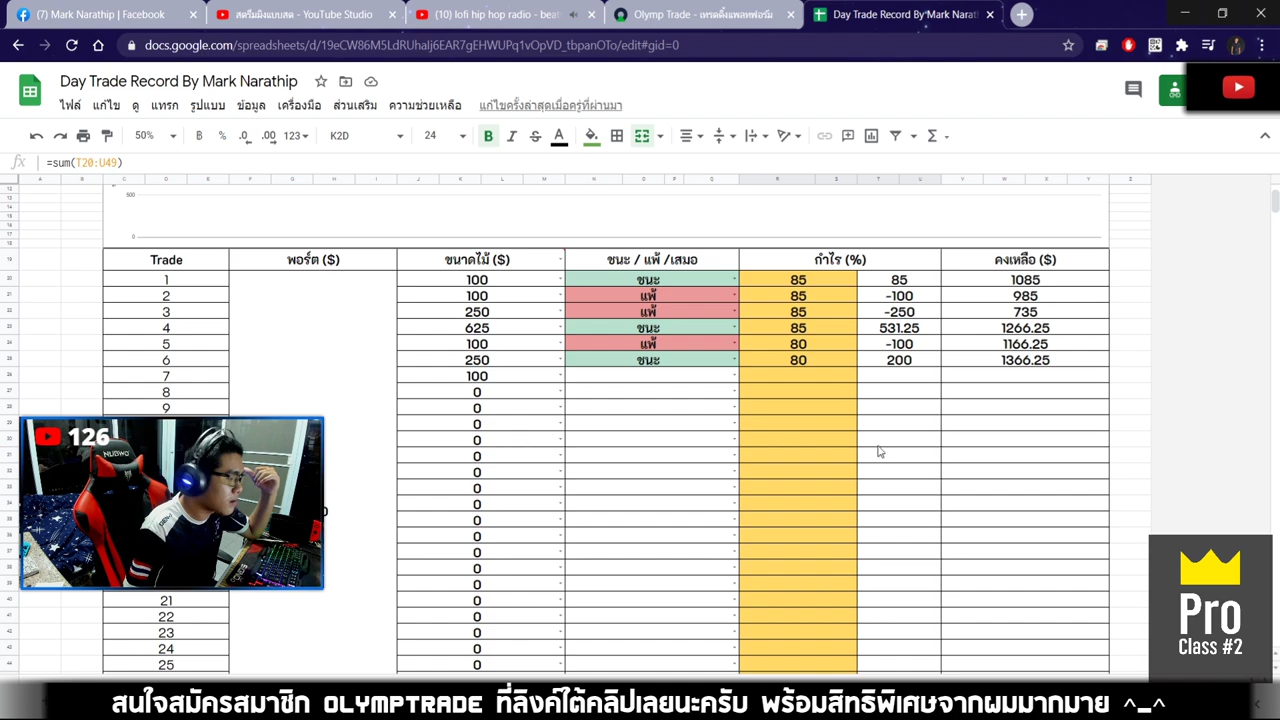 (7) Mark Narathip | Facebook
สตรีมมิงแบบสด - YouTube Studio
(10) lofi hip hop radio - beat
Olymp Trade - เทรดดิ้งแพลทฟอร์ม
Day Trade Record By Mark Narath
docs.google.com/spreadsheets/d/19eCW86M5LdRUhaIj6EAR7gEHWUPq1vOpVD_tbpanOTo/edit#gid=0
Day Trade Record By Mark Narathip
ไฟล์ แก้ไข ดู แทรก รูปแบบ ข้อมูล เครื่องมือ ส่วนเสริม ความช่วยเหลือ แก้ไขครั้งล่าสุดเมื่อครู่ที่ผ่านมา
50% ฿ % .0 .00 123 K2D 24 B I S A Σ
fx =sum(T20:U49)
C D E F G H I J K L M N O P Q R S T U V W X Y Z
500
0
Trade พอร์ต ($) ขนาดไม้ ($) ชนะ / แพ้ /เสมอ กำไร (%) คงเหลือ ($)
1 100 ชนะ 85 85 1085
2 100 แพ้ 85 -100 985
3 250 แพ้ 85 -250 735
4 625 ชนะ 85 531.25 1266.25
5 100 แพ้ 80 -100 1166.25
6 250 ชนะ 80 200 1366.25
7 100
8 0
9 0
0
0
0
0
0
0
0
0
0
0
0
21 0
22 0
23 0
24 0
25 0
126
Pro
Class #2
สนใจสมัครสมาชิก OLYMPTRADE ที่ลิงค์ใต้คลิปเลยนะครับ พร้อมสิทธิพิเศษจากผมมากมาย ^_^